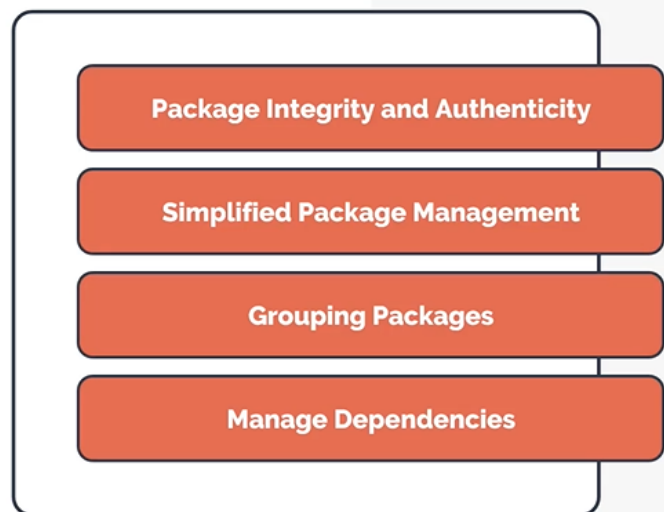 Package Integrity and Authenticity
Simplified Package Management
Grouping Packages
Manage Dependencies